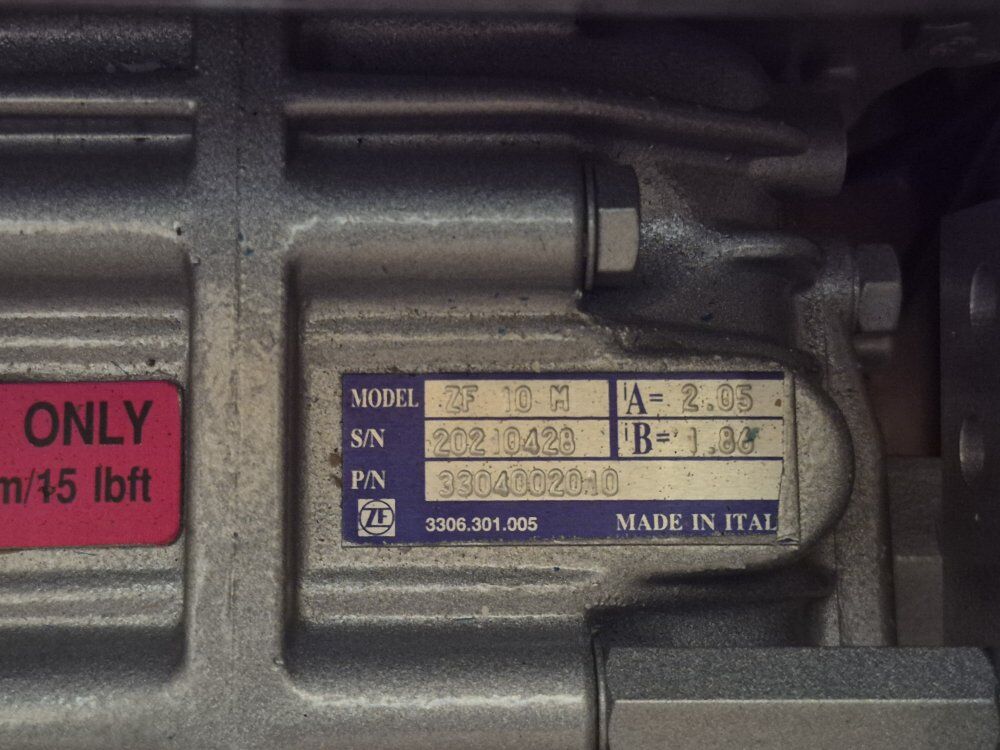 ONLY
m/15 lbft
MODEL ZF 10 M iA= 2.05
S/N 20210428 iB= 1.86
P/N 3304002010
ZF 3306.301.005 MADE IN ITAL